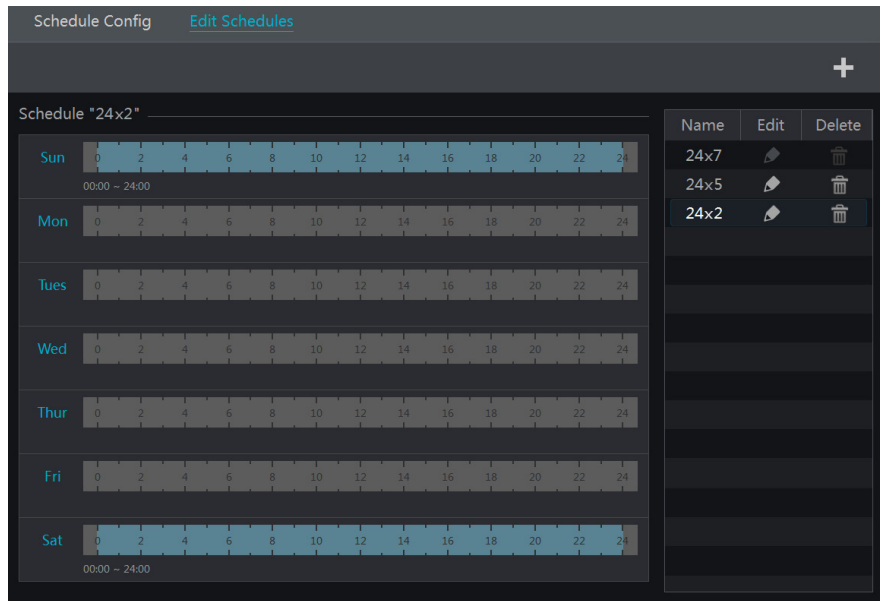 Schedule Config Edit Schedules
Schedule "24x2"
Sun 0 2 4 6 8 10 12 14 16 18 20 22 24
00:00 ~ 24:00
Mon 0 2 4 6 8 10 12 14 16 18 20 22 24
Tues 0 2 4 6 8 10 12 14 16 18 20 22 24
Wed 0 2 4 6 8 10 12 14 16 18 20 22 24
Thur 0 2 4 6 8 10 12 14 16 18 20 22 24
Fri 0 2 4 6 8 10 12 14 16 18 20 22 24
Sat 0 2 4 6 8 10 12 14 16 18 20 22 24
00:00 ~ 24:00
Name Edit Delete
24x7
24x5
24x2